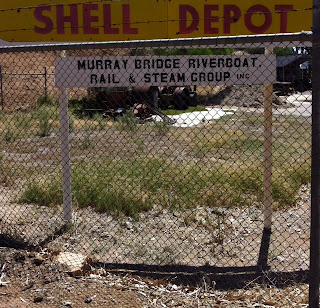 SHELL DEPOT
MURRAY BRIDGE RIVERBOAT,
RAIL & STEAM GROUP INC